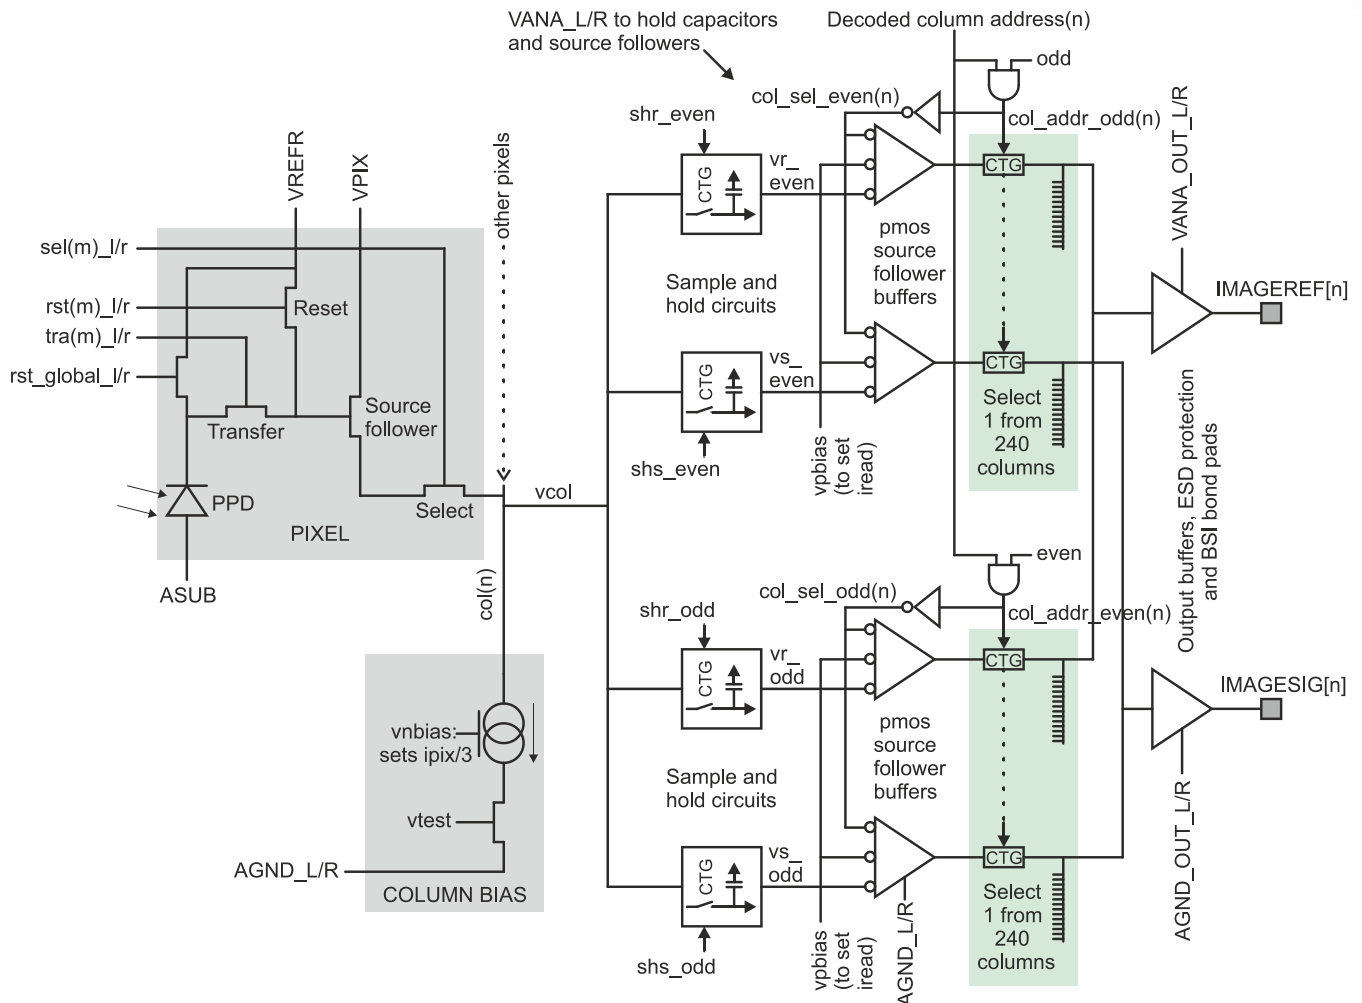 VANA_L/R to hold capacitors
and source followers
Decoded column address(n)
odd
col_sel_even(n)
col_addr_odd(n)
VANA_OUT_L/R
shr_even
CTG
vr_
even
CTG
VREFR
VPIX
other pixels
sel(m)_l/r
rst(m)_l/r
tra(m)_l/r
rst_global_l/r
Reset
Transfer
Source
follower
Select
PPD
PIXEL
ASUB
Sample and
hold circuits
pmos
source
follower
buffers
IMAGEREF[n]
CTG
vs_
even
CTG
shs_even
vpbias
(to set
iread)
Select
1 from
240
columns
vcol
col(n)
Output buffers, ESD protection
and BSI bond pads
even
col_sel_odd(n)
col_addr_even(n)
shr_odd
CTG
vr_
odd
CTG
IMAGESIG[n]
vnbias:
sets ipix/3
vtest
AGND_L/R
COLUMN BIAS
Sample and
hold circuits
pmos
source
follower
buffers
AGND_OUT_L/R
CTG
vs_
odd
CTG
shs_odd
vpbias
(to set
iread)
AGND_L/R
Select
1 from
240
columns